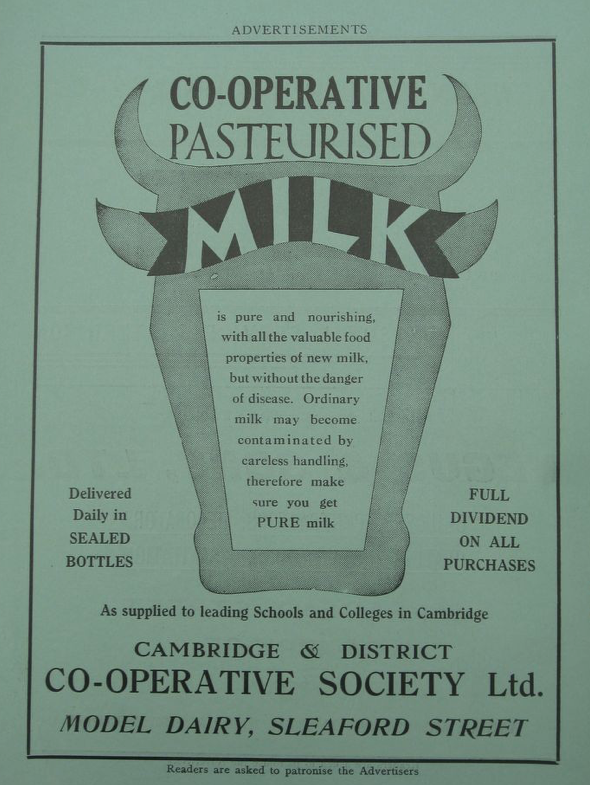 ADVERTISEMENTS
CO-OPERATIVE
PASTEURISED
MILK
is pure and nourishing,
with all the valuable food
properties of new milk,
but without the danger
of disease. Ordinary
milk may become
contaminated by
careless handling,
therefore make
sure you get
PURE milk
Delivered
Daily in
SEALED
BOTTLES
FULL
DIVIDEND
ON ALL
PURCHASES
As supplied to leading Schools and Colleges in Cambridge
CAMBRIDGE & DISTRICT
CO-OPERATIVE SOCIETY Ltd.
MODEL DAIRY, SLEAFORD STREET
Readers are asked to patronise the Advertisers